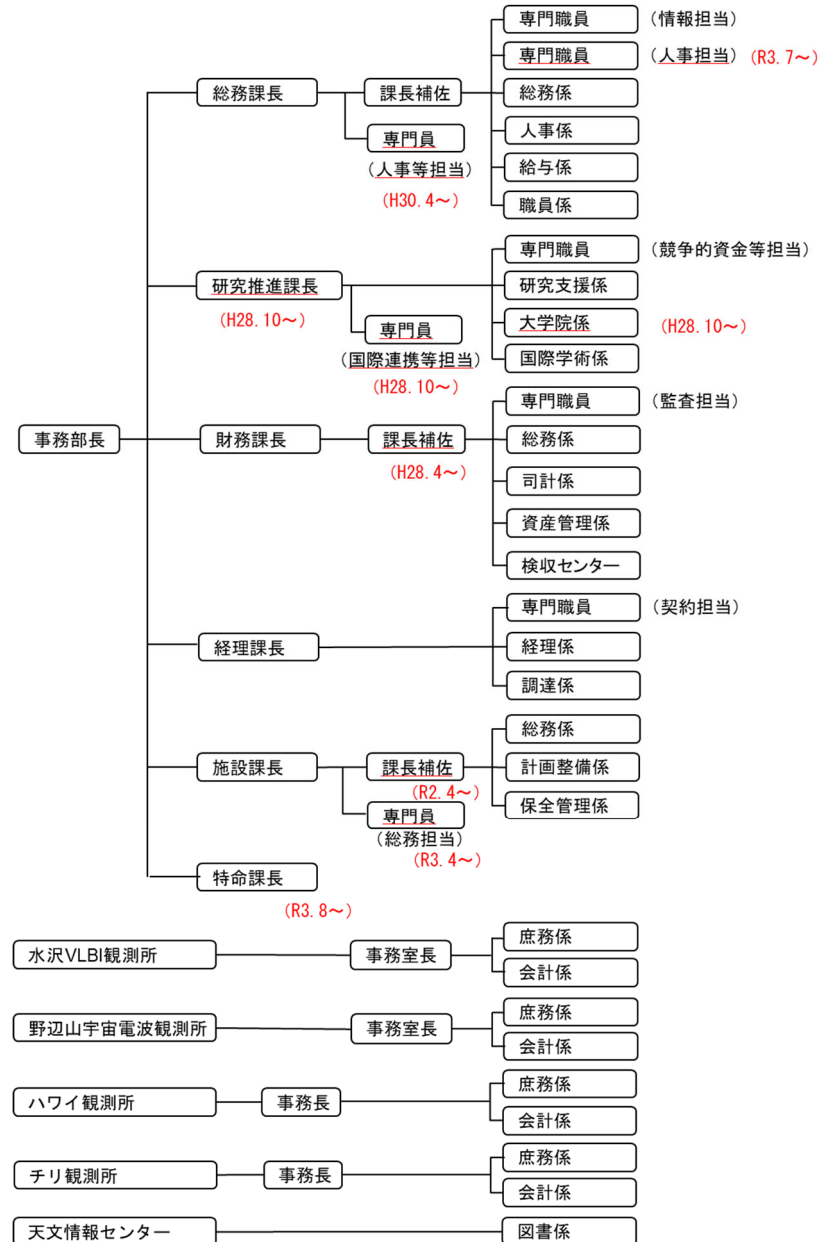 専門職員 (情報担当)
専門職員 (人事担当) (R3.7～)
総務課長 課長補佐 総務係
専門員 人事係
(人事等担当) 給与係
(H30.4～) 職員係
専門職員 (競争的資金等担当)
研究推進課長 研究支援係
(H28.10～) 専門員 大学院係 (H28.10～)
(国際連携等担当) 国際学術係
(H28.10～)
専門職員 (監査担当)
事務部長 財務課長 課長補佐 総務係
(H28.4～) 司計係
資産管理係
検収センター
専門職員 (契約担当)
経理課長 経理係
調達係
総務係
施設課長 課長補佐 計画整備係
(R2.4～)
専門員 保全管理係
(総務担当)
(R3.4～)
特命課長
(R3.8～)
庶務係
水沢VLBI観測所 事務室長
会計係
庶務係
野辺山宇宙電波観測所 事務室長
会計係
庶務係
ハワイ観測所 事務長
会計係
庶務係
チリ観測所 事務長
会計係
天文情報センター 図書係